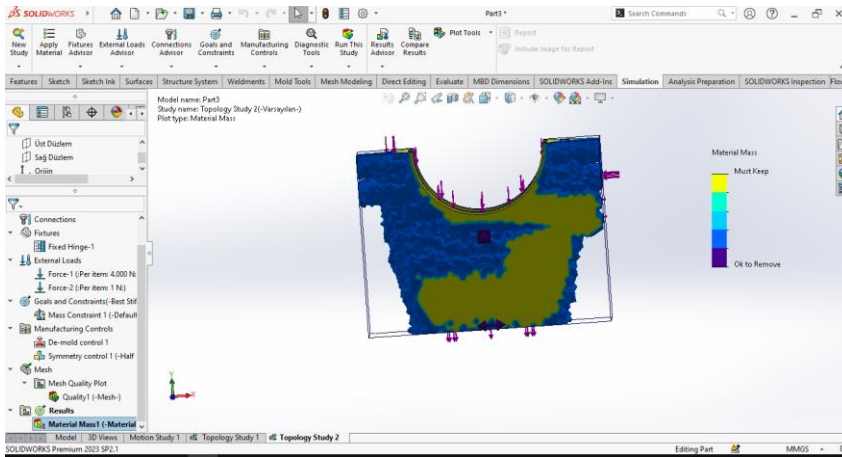 SOLIDWORKS
Part3 *
Search Commands
New Study
Apply Material
Fixtures Advisor
External Loads Advisor
Connections Advisor
Goals and Constraints
Manufacturing Controls
Diagnostic Tools
Run This Study
Results Advisor
Compare Results
Plot Tools
Report
Include Image for Report
Features Sketch Sketch Ink Surfaces Structure System Weldments Mold Tools Mesh Modeling Direct Editing Evaluate MBD Dimensions SOLIDWORKS Add-Ins Simulation Analysis Preparation SOLIDWORKS Inspection Flow
Model name: Part3
Study name: Topology Study 2(-Varsayılen-)
Plot type: Material Mass
Üst Düzlem
Sağ Düzlem
Orijin
Connections
Fixtures
Fixed Hinge-1
External Loads
Force-1 (:Per item: 4.000 N:
Force-2 (:Per item: 1 N:)
Goals and Constraints(-Best Stif
Mass Constraint 1 (-Default
Manufacturing Controls
De-mold control 1
Symmetry control 1 (-Half
Mesh
Mesh Quality Plot
Quality1 (-Mesh-)
Results
Material Mass1 (-Material
Material Mass
Must Keep
Ok to Remove
Y
X
Model 3D Views Motion Study 1 Topology Study 1 Topology Study 2
SOLIDWORKS Premium 2023 SP2.1
Editing Part
MMGS